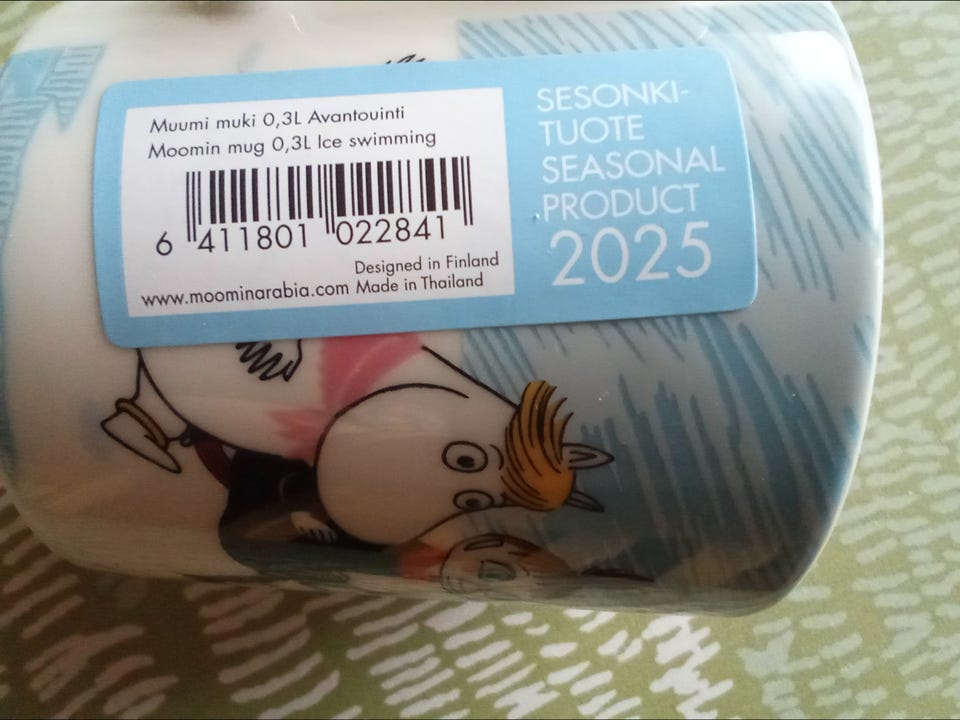 Muumi muki 0,3L Avantouinti
Moomin mug 0,3L Ice swimming
6 411801 022841
Designed in Finland
www.moominarabia.com Made in Thailand
SESONKI-
TUOTE
SEASONAL
PRODUCT
2025